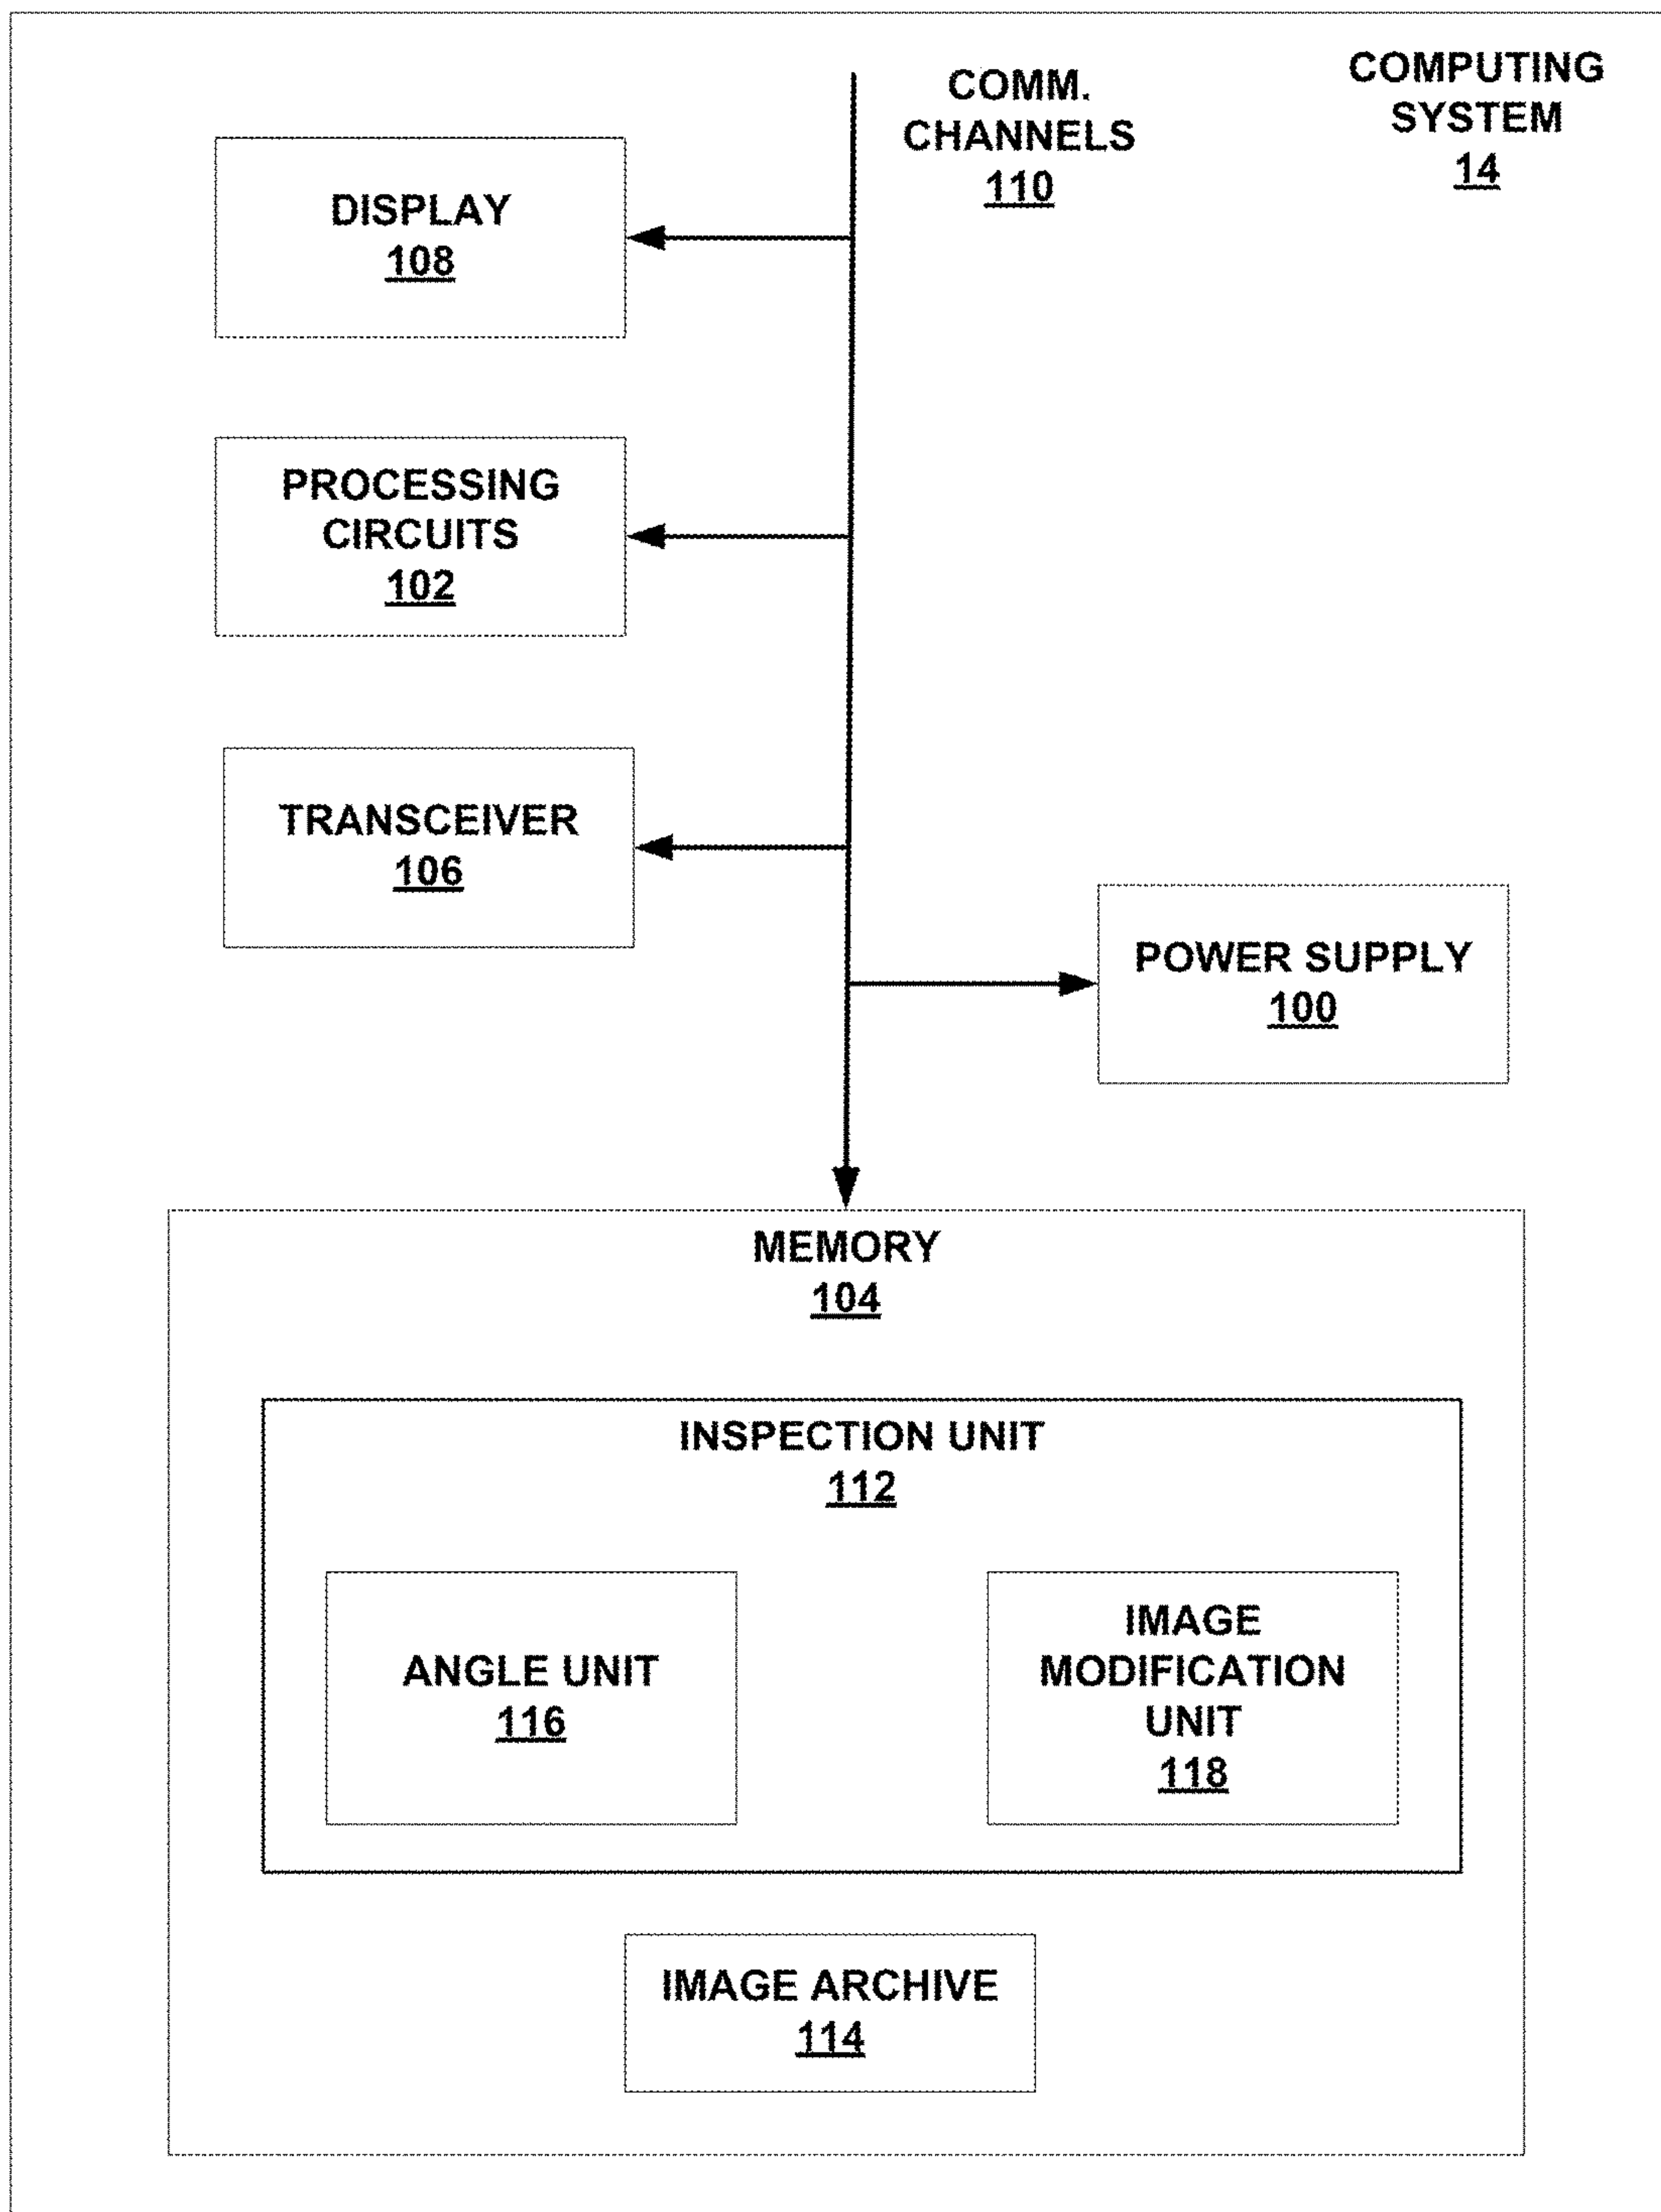 COMPUTING
SYSTEM
14
COMM.
CHANNELS
110
DISPLAY
108
PROCESSING
CIRCUITS
102
TRANSCEIVER
106
POWER SUPPLY
100
MEMORY
104
INSPECTION UNIT
112
ANGLE UNIT
116
IMAGE
MODIFICATION
UNIT
118
IMAGE ARCHIVE
114